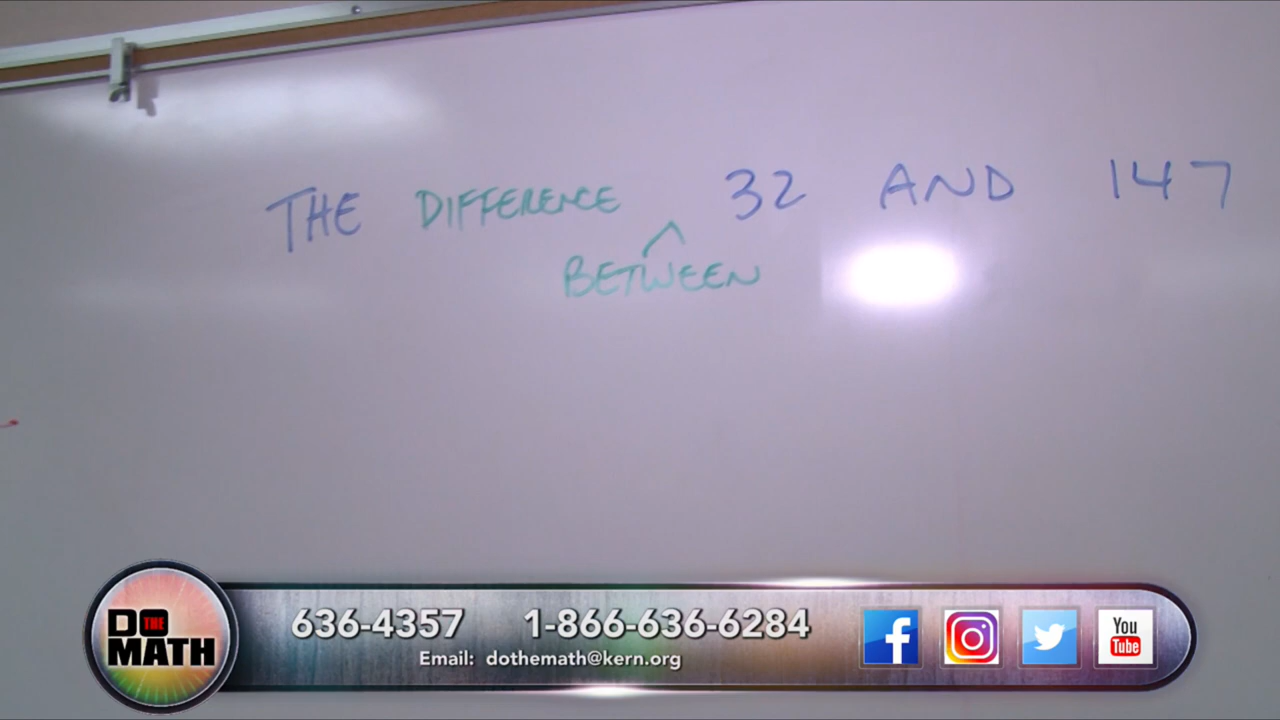 THE DIFFERENCE 32 AND 147
BETWEEN
DO THE MATH
636-4357 1-866-636-6284
Email: dothemath@kern.org
You Tube